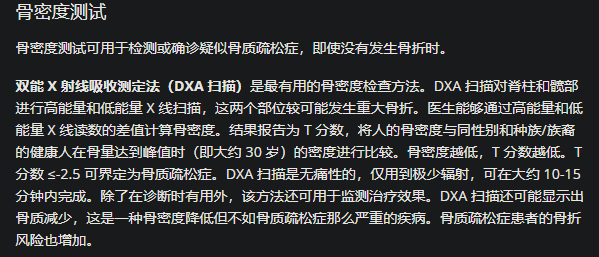 骨密度测试
骨密度测试可用于检测或确诊疑似骨质疏松症，即使没有发生骨折时。
双能 X 射线吸收测定法（DXA 扫描）是最有用的骨密度检查方法。DXA 扫描对脊柱和髋部
进行高能量和低能量 X 线扫描，这两个部位较可能发生重大骨折。医生能够通过高能量和低
能量 X 线读数的差值计算骨密度。结果报告为 T 分数，将人的骨密度与同性别和种族/族裔
的健康人在骨量达到峰值时（即大约 30 岁）的密度进行比较。骨密度越低，T 分数越低。T
分数 ≤-2.5 可界定为骨质疏松症。DXA 扫描是无痛性的，仅用到极少辐射，可在大约 10-15
分钟内完成。除了在诊断时有用外，该方法还可用于监测治疗效果。DXA 扫描还可能显示出
骨质减少，这是一种骨密度降低但不如骨质疏松症那么严重的疾病。骨质疏松症患者的骨折
风险也增加。